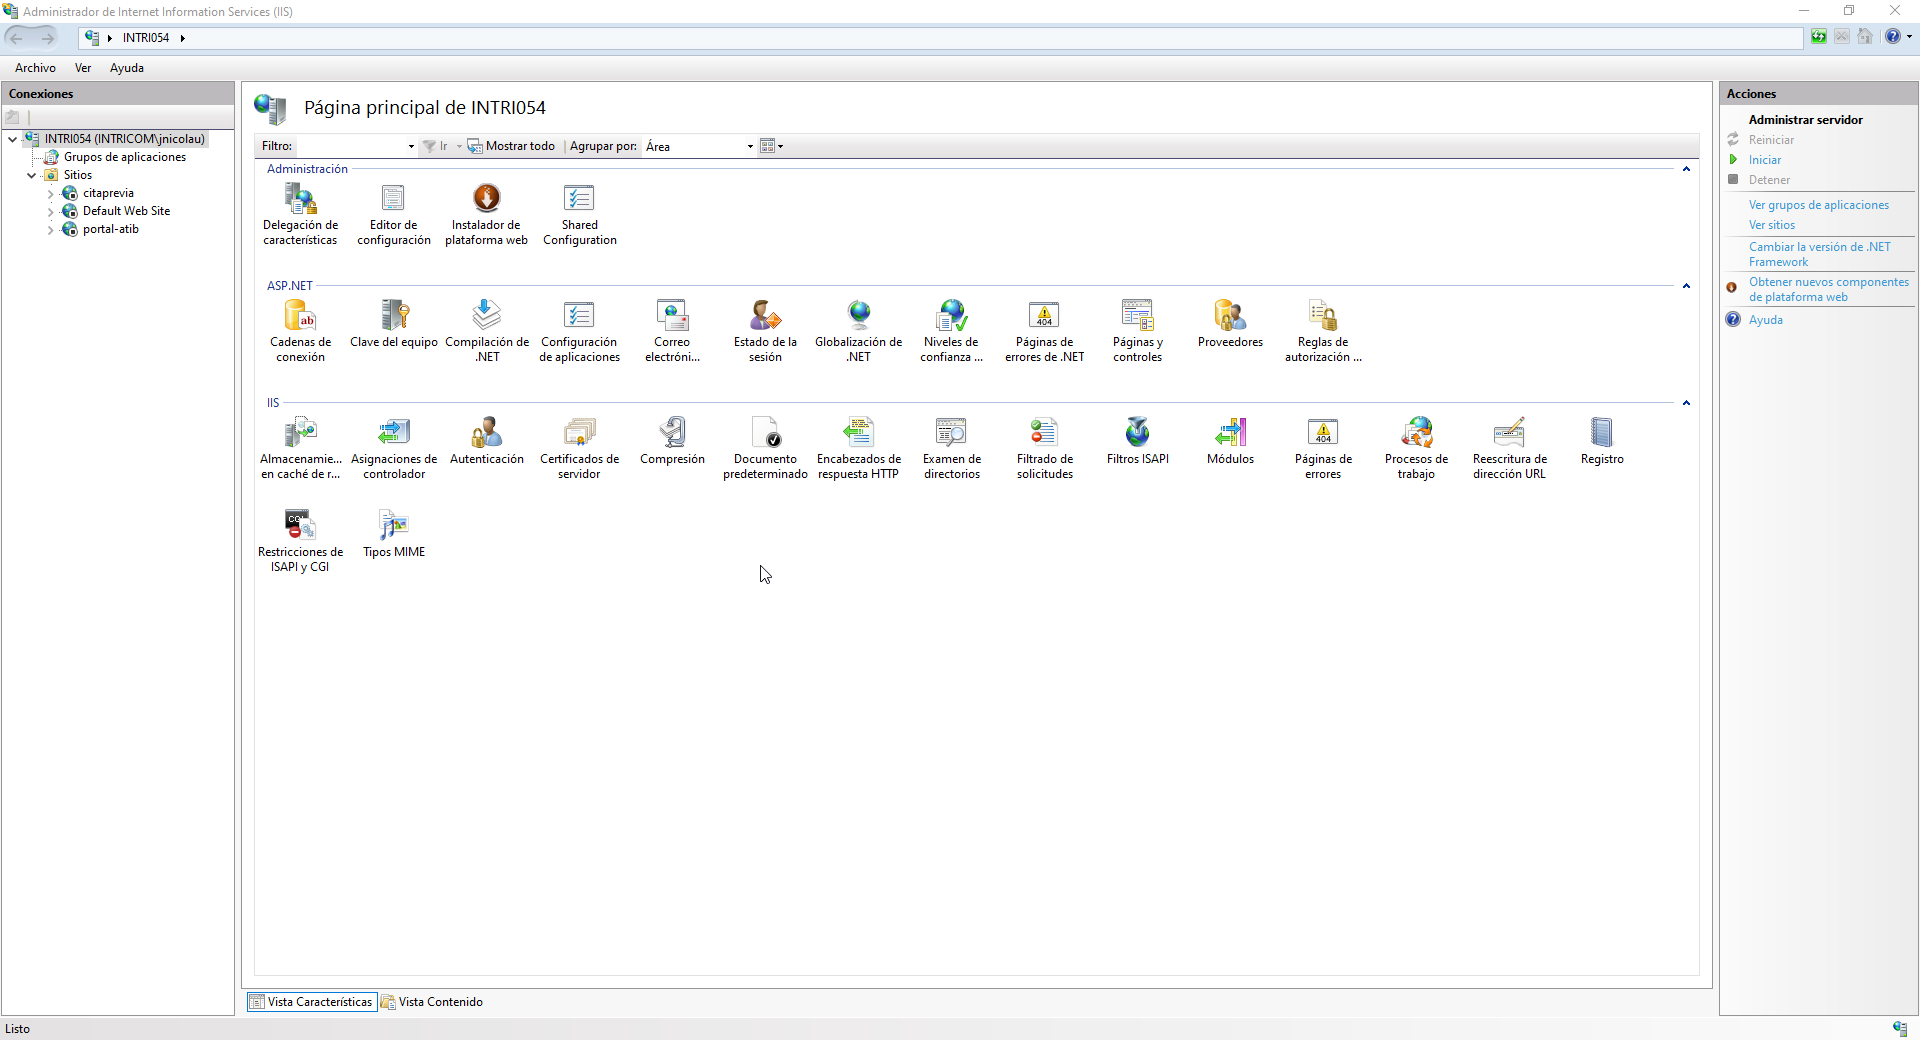 Administrador de Internet Information Services (IIS)
INTRI054
Archivo Ver Ayuda
Conexiones
INTRI054 (INTRICOM\jnicolau)
Grupos de aplicaciones
Sitios
citaprevia
Default Web Site
portal-atib
Página principal de INTRI054
Filtro: Ir Mostrar todo Agrupar por: Área
Administración
Delegación de características
Editor de configuración
Instalador de plataforma web
Shared Configuration
ASP.NET
Cadenas de conexión
Clave del equipo
Compilación de .NET
Configuración de aplicaciones
Correo electróni...
Estado de la sesión
Globalización de .NET
Niveles de confianza ...
Páginas de errores de .NET
Páginas y controles
Proveedores
Reglas de autorización ...
IIS
Almacenamie... en caché de r...
Asignaciones de controlador
Autenticación
Certificados de servidor
Compresión
Documento predeterminado
Encabezados de respuesta HTTP
Examen de directorios
Filtrado de solicitudes
Filtros ISAPI
Módulos
Páginas de errores
Procesos de trabajo
Reescritura de dirección URL
Registro
Restricciones de ISAPI y CGI
Tipos MIME
Vista Características Vista Contenido
Acciones
Administrar servidor
Reiniciar
Iniciar
Detener
Ver grupos de aplicaciones
Ver sitios
Cambiar la versión de .NET
Framework
Obtener nuevos componentes
de plataforma web
Ayuda
Listo